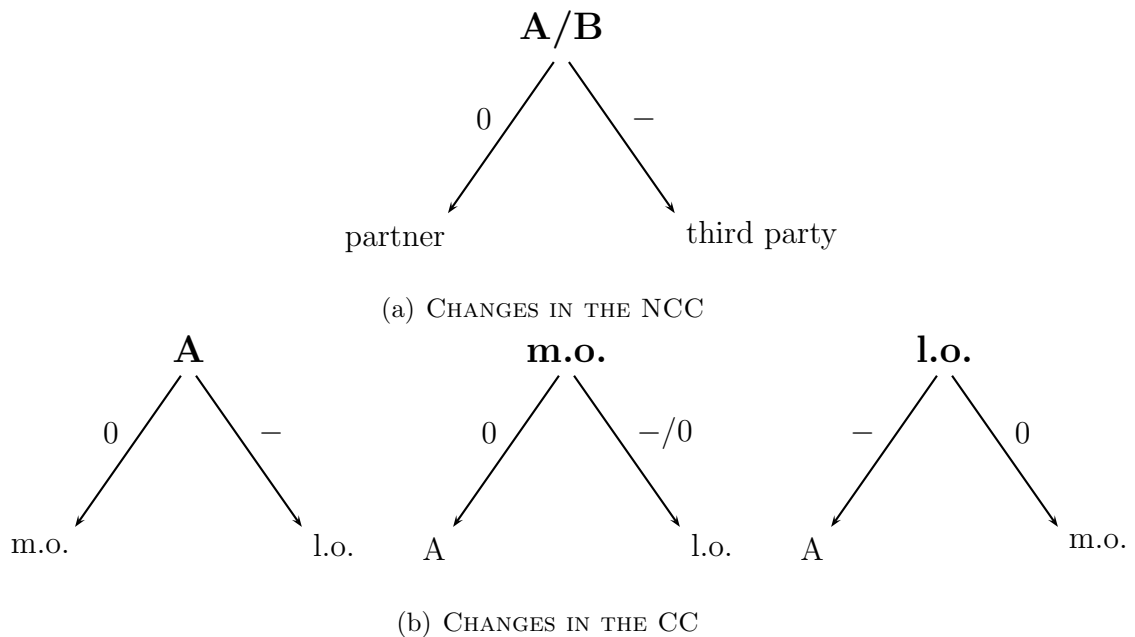 A/B
0 −
partner third party
(a) CHANGES IN THE NCC
A m.o. l.o.
0 − 0 −/0 − 0
m.o. l.o. A l.o. A m.o.
(b) CHANGES IN THE CC